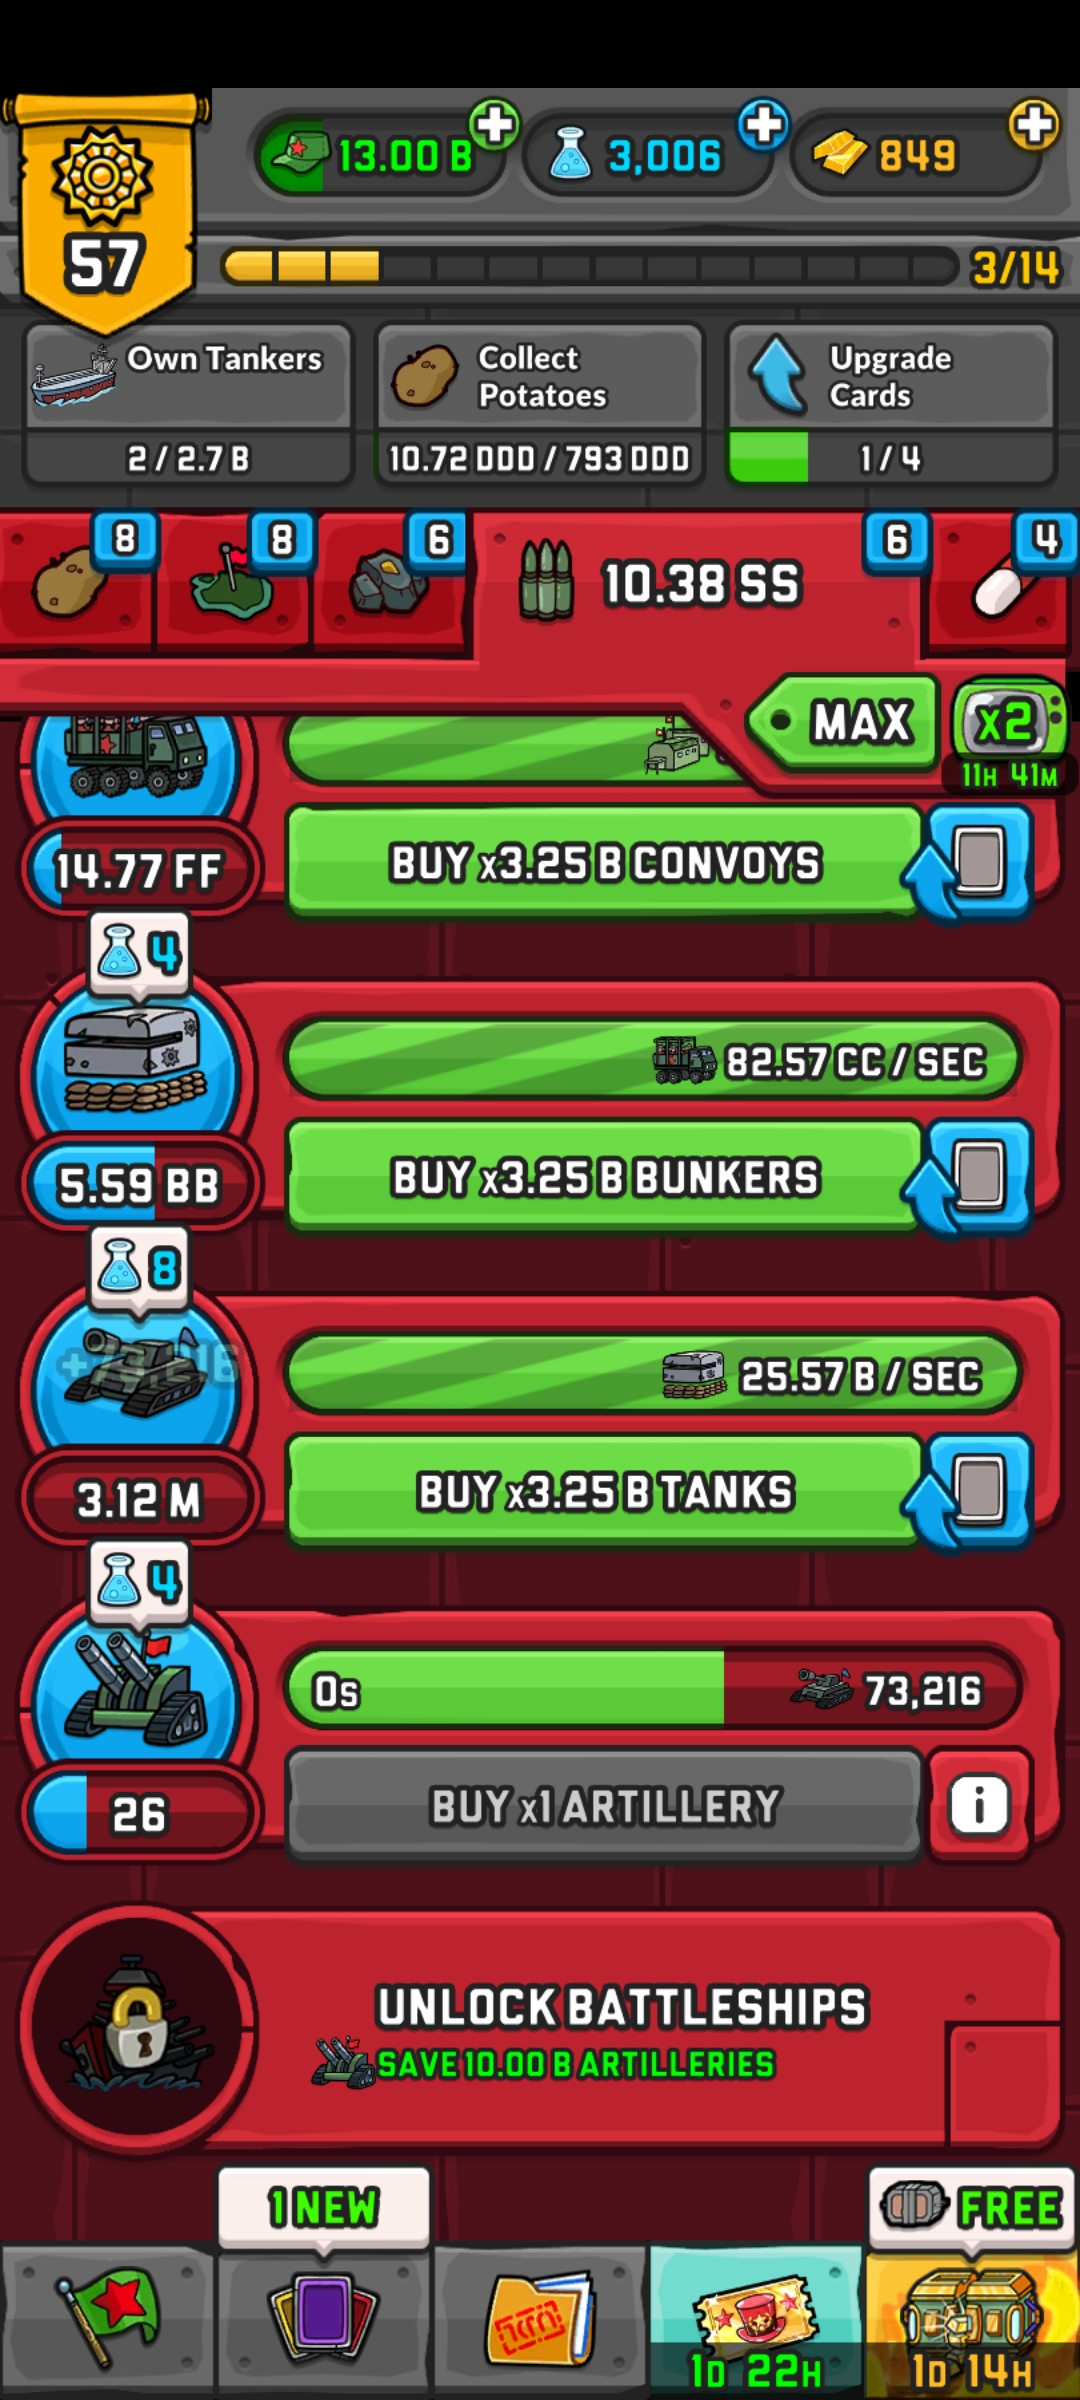 13.00 B
3,006
849
57
3/14
Own Tankers
2 / 2.7 B
Collect
Potatoes
10.72 DDD / 793 DDD
Upgrade
Cards
1 / 4
8
8
6
10.38 SS
6
4
MAX
x2
11H 41M
14.77 FF
BUY x3.25 B CONVOYS
4
82.57 CC / SEC
5.59 BB
BUY x3.25 B BUNKERS
8
+73,216
25.57 B / SEC
3.12 M
BUY x3.25 B TANKS
4
0s
73,216
26
BUY x1 ARTILLERY
i
UNLOCK BATTLESHIPS
SAVE 10.00 B ARTILLERIES
1 NEW
FREE
1D 22H
1D 14H